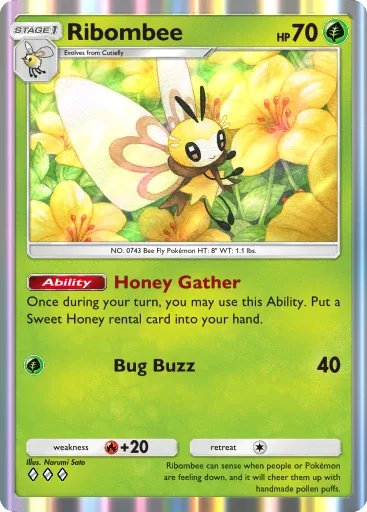 STAGE 1 Ribombee HP 70
Evolves from Cutiefly
NO. 0743 Bee Fly Pokémon HT: 8" WT: 1.1 lbs.
Ability Honey Gather
Once during your turn, you may use this Ability. Put a
Sweet Honey rental card into your hand.
Bug Buzz 40
weakness +20 retreat
Illus. Narumi Sato
Ribombee can sense when people or Pokémon
are feeling down, and it will cheer them up with
handmade pollen puffs.